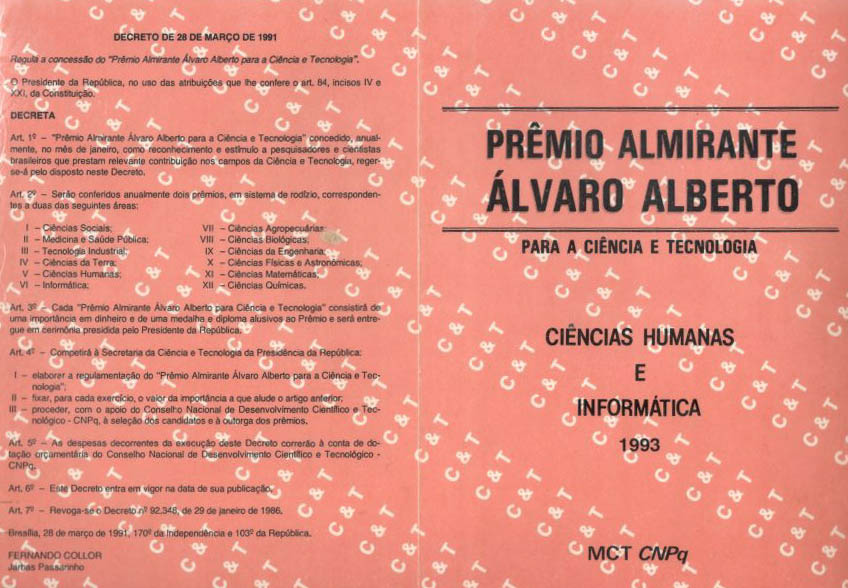 DECRETO DE 28 DE MARÇO DE 1991
Regula a concessão do "Prêmio Almirante Álvaro Alberto para a Ciência e Tecnologia".
O Presidente da República, no uso das atribuições que lhe confere o art. 84, incisos IV e
XXI, da Constituição,
DECRETA
Art. 1º – "Prêmio Almirante Álvaro Alberto para a Ciência e Tecnologia" concedido, anual-
mente, no mês de janeiro, como reconhecimento e estímulo a pesquisadores e cientistas
brasileiros que prestam relevante contribuição nos campos da Ciência e Tecnologia, reger-
se-á pelo disposto neste Decreto.
Art. 2º – Serão conferidos anualmente dois prêmios, em sistema de rodízio, corresponden-
tes a duas das seguintes áreas:
I – Ciências Sociais;
II – Medicina e Saúde Pública;
III – Tecnologia Industrial;
IV – Ciências da Terra;
V – Ciências Humanas;
VI – Informática;
VII – Ciências Agropecuárias
VIII – Ciências Biológicas;
IX – Ciências da Engenharia;
X – Ciências Físicas e Astronômicas;
XI – Ciências Matemáticas;
XII – Ciências Químicas.
Art. 3º – Cada "Prêmio Almirante Álvaro Alberto para Ciência e Tecnologia" consistirá de
uma importância em dinheiro e de uma medalha e diploma alusivos ao Prêmio e será entre-
gue em cerimônia presidida pelo Presidente da República.
Art. 4º – Competirá à Secretaria da Ciência e Tecnologia da Presidência da República:
I – elaborar a regulamentação do "Prêmio Almirante Álvaro Alberto para a Ciência e Tec-
nologia";
II – fixar, para cada exercício, o valor da importância a que alude o artigo anterior;
III – proceder, com o apoio do Conselho Nacional de Desenvolvimento Científico e Tec-
nológico - CNPq, à seleção dos candidatos e à outorga dos prêmios.
Art. 5º – As despesas decorrentes da execução deste Decreto correrão à conta de do-
tação orçamentária do Conselho Nacional de Desenvolvimento Científico e Tecnológico -
CNPq.
Art. 6º – Este Decreto entra em vigor na data de sua publicação.
Art. 7º – Revoga-se o Decreto nº 92.348, de 29 de janeiro de 1986.
Brasília, 28 de março de 1991, 170º da Independência e 103º da República.
FERNANDO COLLOR
Jarbas Passarinho
PRÊMIO ALMIRANTE
ÁLVARO ALBERTO
PARA A CIÊNCIA E TECNOLOGIA
CIÊNCIAS HUMANAS
E
INFORMÁTICA
1993
MCT CNPq
C&T